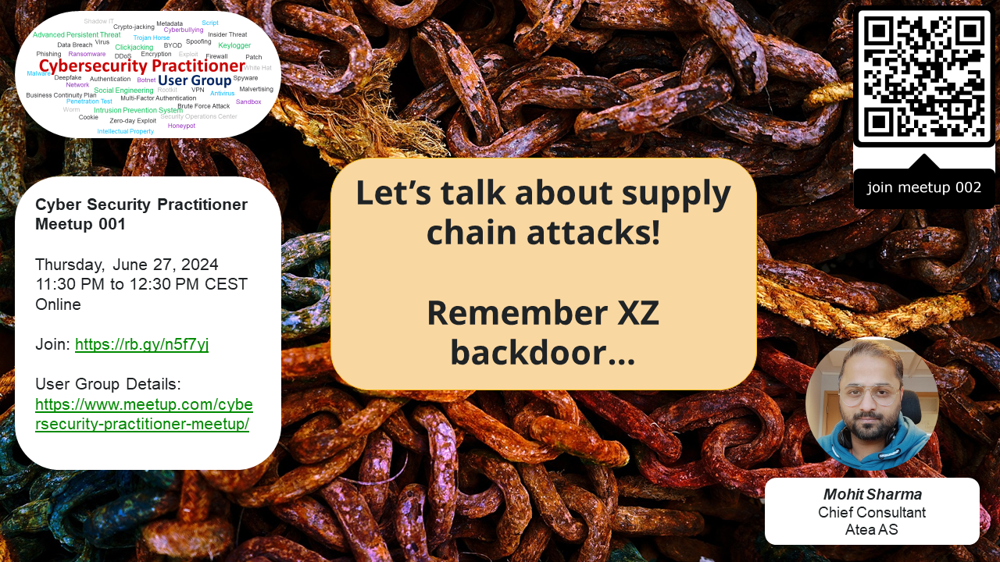 Shadow IT
Crypto-jacking
Metadata
Script
Cyberbullying
Advanced Persistent Threat
Trojan Horse
Insider Threat
Data Breach
Virus
Clickjacking
BYOD
Spoofing
Keylogger
Phishing
Ransomware
DDoS
Encryption
Exploit
Firewall
Patch
Cybersecurity Practitioner
White Hat
Malware
Deepfake
Authentication
Botnet
User Group
Spyware
Network
Business Continuity Plan
Social Engineering
Rootkit
VPN
Antivirus
Malvertising
Penetration Test
Multi-Factor Authentication
Sandbox
Worm
Intrusion Prevention System
Brute Force Attack
Cookie
Zero-day Exploit
Security Operations Center
Honeypot
Intellectual Property
join meetup 002
Cyber Security Practitioner
Meetup 001
Thursday, June 27, 2024
11:30 PM to 12:30 PM CEST
Online
Join: https://rb.gy/n5f7yj
User Group Details:
https://www.meetup.com/cybe
rsecurity-practitioner-meetup/
Let’s talk about supply
chain attacks!
Remember XZ
backdoor...
Mohit Sharma
Chief Consultant
Atea AS